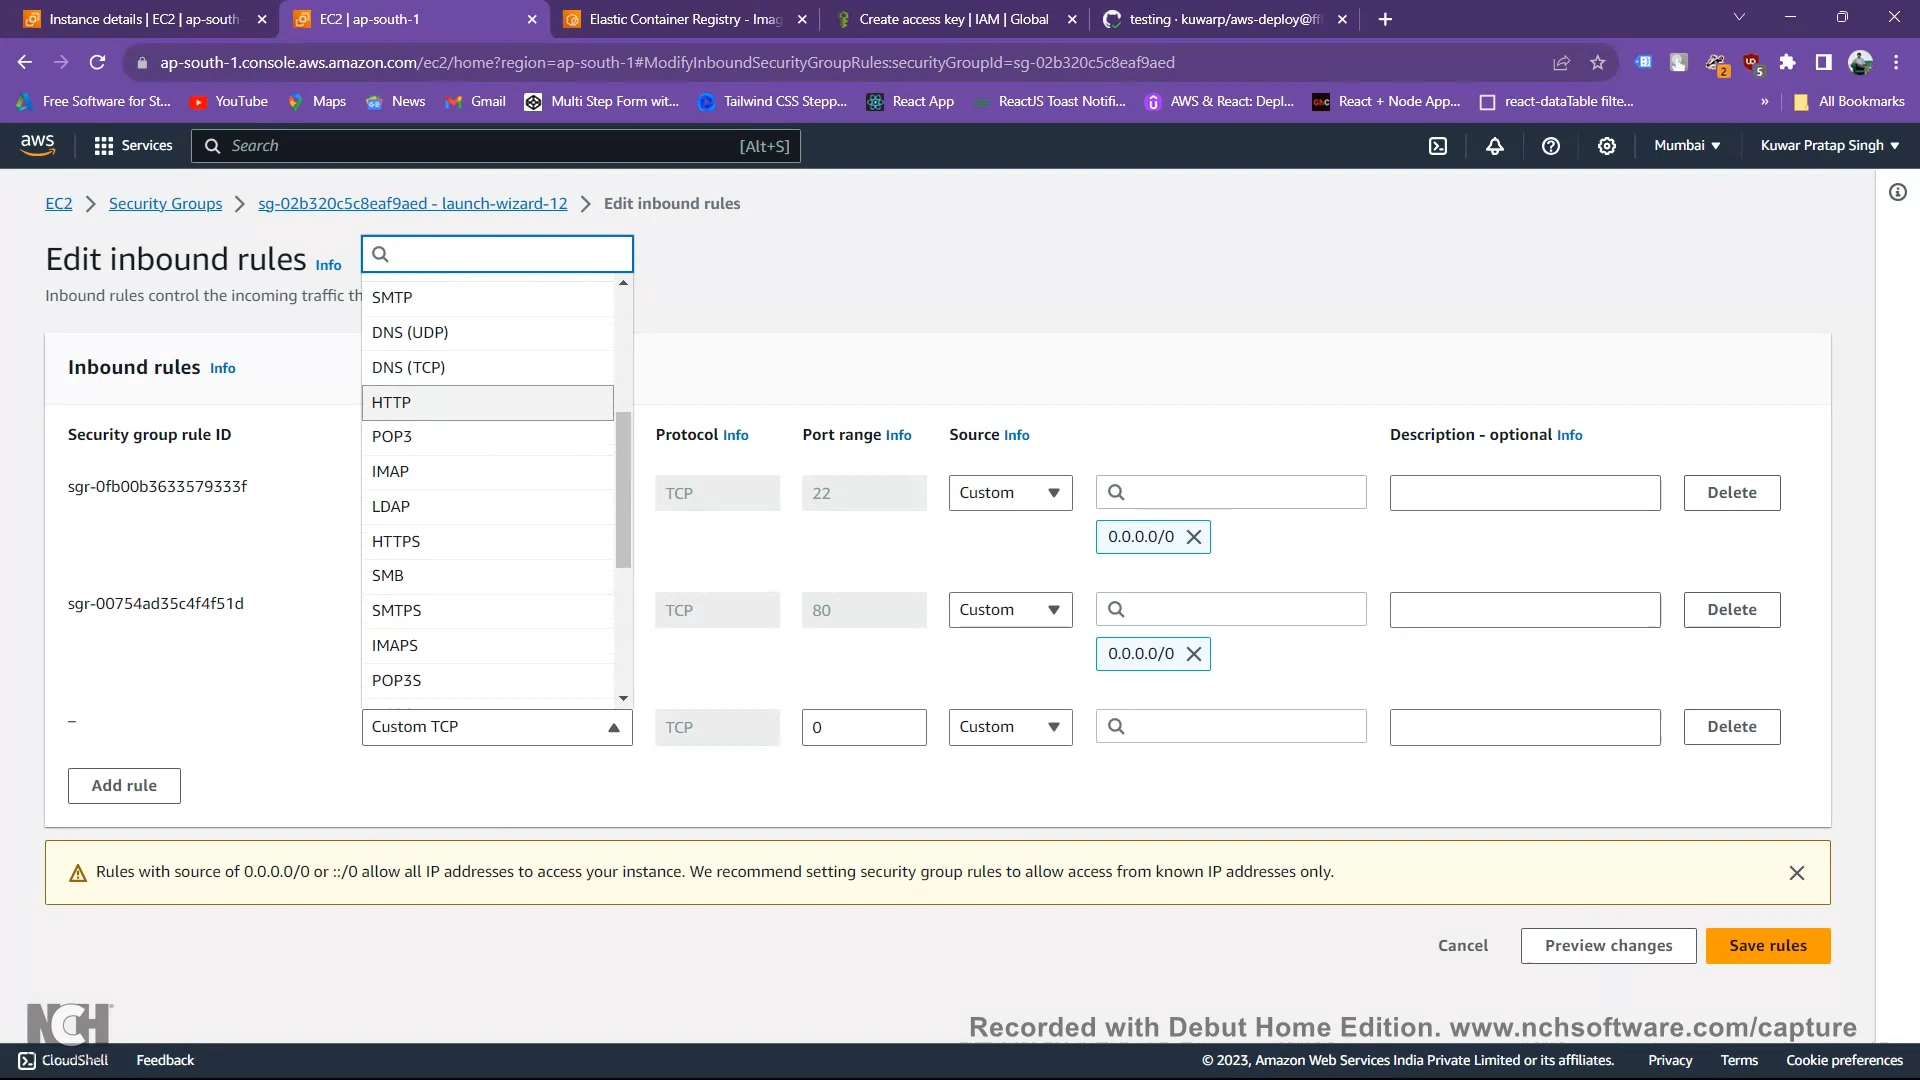 Instance details | EC2 | ap-south-
EC2 | ap-south-1
Elastic Container Registry - Imag
Create access key | IAM | Global
testing · kuwarp/aws-deploy@ff
ap-south-1.console.aws.amazon.com/ec2/home?region=ap-south-1#ModifyInboundSecurityGroupRules:securityGroupId=sg-02b320c5c8eaf9aed
2
5
Free Software for St...
YouTube
Maps
News
Gmail
Multi Step Form wit...
Tailwind CSS Stepp...
React App
ReactJS Toast Notifi...
AWS & React: Depl...
React + Node App...
react-dataTable filte...
»
All Bookmarks
aws
Services
Search
[Alt+S]
Mumbai
Kuwar Pratap Singh
EC2
Security Groups
sg-02b320c5c8eaf9aed - launch-wizard-12
Edit inbound rules
Edit inbound rules Info
Inbound rules control the incoming traffic th
SMTP
DNS (UDP)
DNS (TCP)
HTTP
POP3
IMAP
LDAP
HTTPS
SMB
SMTPS
IMAPS
POP3S
Inbound rules Info
Security group rule ID
Protocol Info
Port range Info
Source Info
Description - optional Info
sgr-0fb00b3633579333f
TCP
22
Custom
Delete
0.0.0.0/0
sgr-00754ad35c4f4f51d
TCP
80
Custom
Delete
0.0.0.0/0
–
Custom TCP
TCP
0
Custom
Delete
Add rule
Rules with source of 0.0.0.0/0 or ::/0 allow all IP addresses to access your instance. We recommend setting security group rules to allow access from known IP addresses only.
Cancel
Preview changes
Save rules
NCH
Recorded with Debut Home Edition. www.nchsoftware.com/capture
CloudShell
Feedback
© 2023, Amazon Web Services India Private Limited or its affiliates.
Privacy
Terms
Cookie preferences